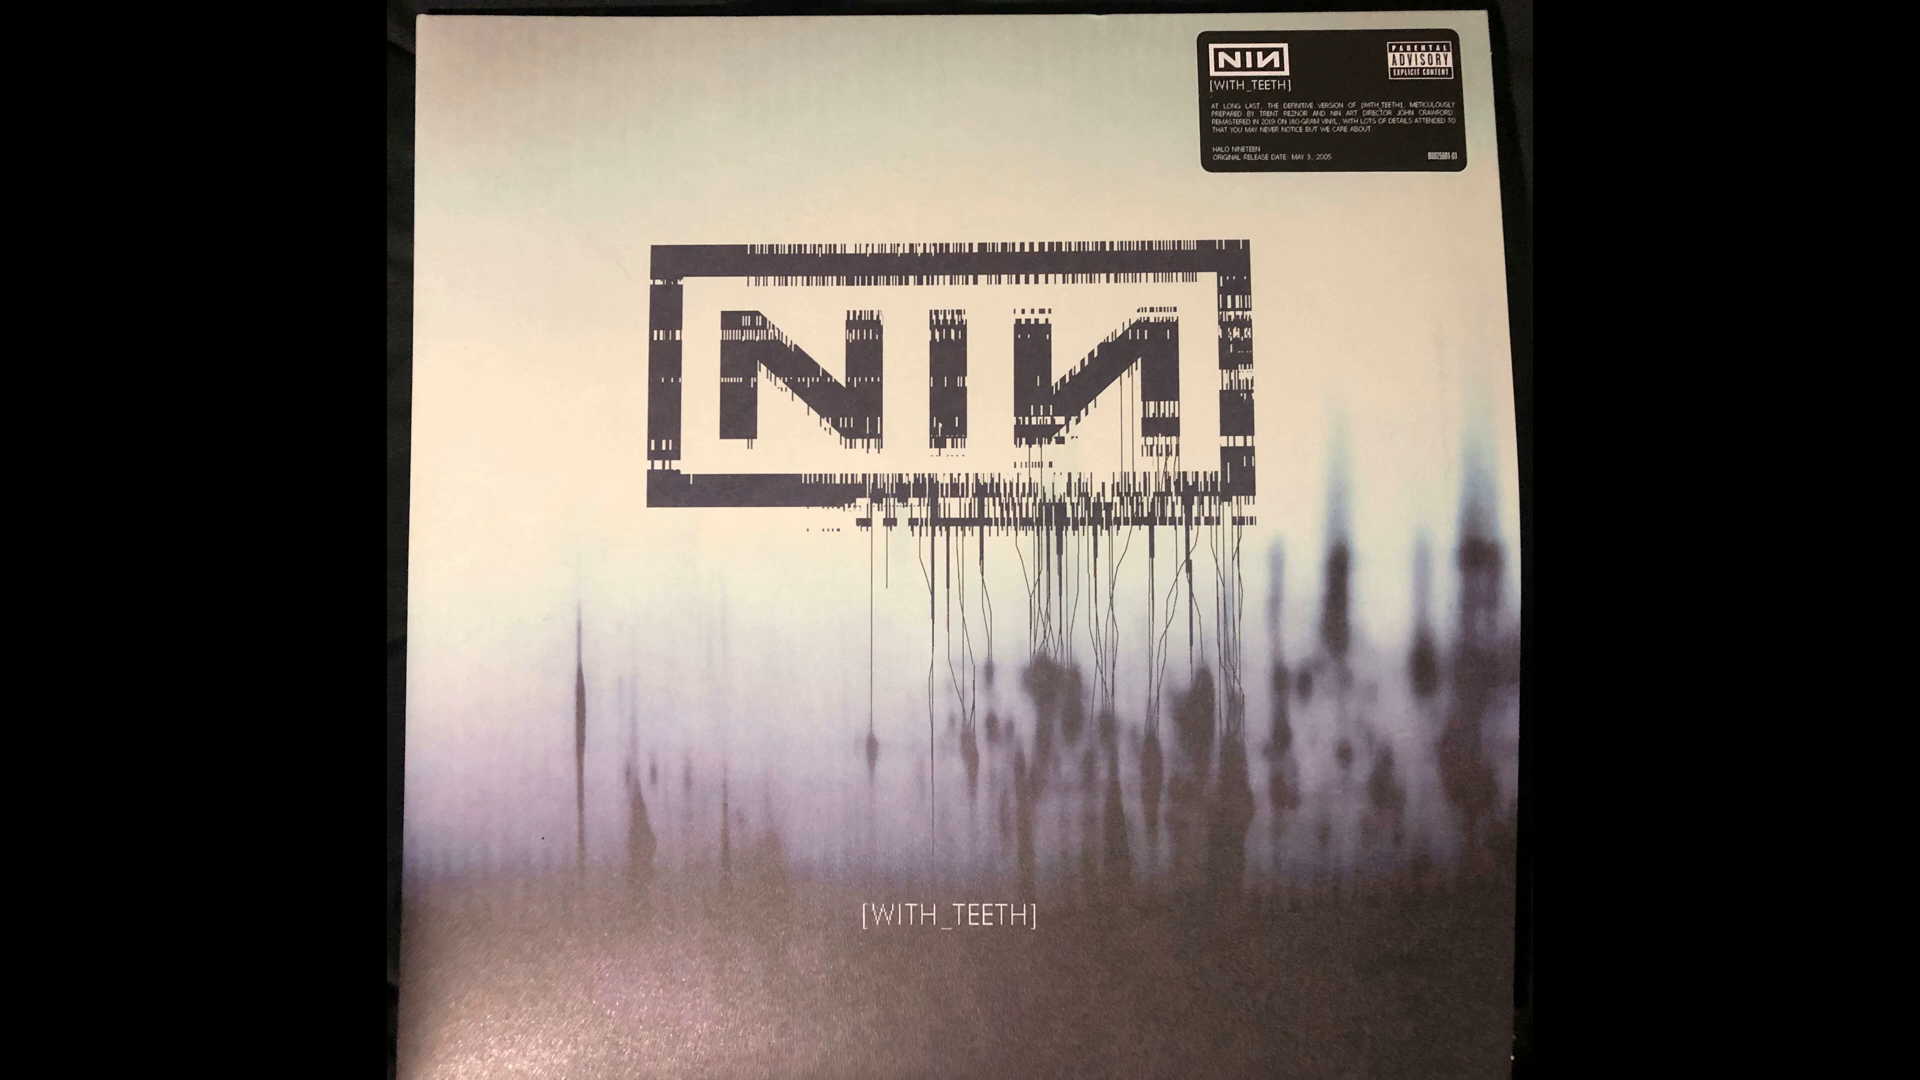 NIN
PARENTAL
ADVISORY
EXPLICIT CONTENT
[WITH_TEETH]
AT LONG LAST, THE DEFINITIVE VERSION OF [WITH_TEETH], METICULOUSLY
PREPARED BY TRENT REZNOR AND NIN ART DIRECTOR JOHN CRAWFORD.
REMASTERED IN 2019 ON 180-GRAM VINYL, WITH LOTS OF DETAILS ATTENDED TO
THAT YOU MAY NEVER NOTICE BUT WE CARE ABOUT.
HALO NINETEEN
ORIGINAL RELEASE DATE: MAY 3, 2005
NIN
[WITH_TEETH]